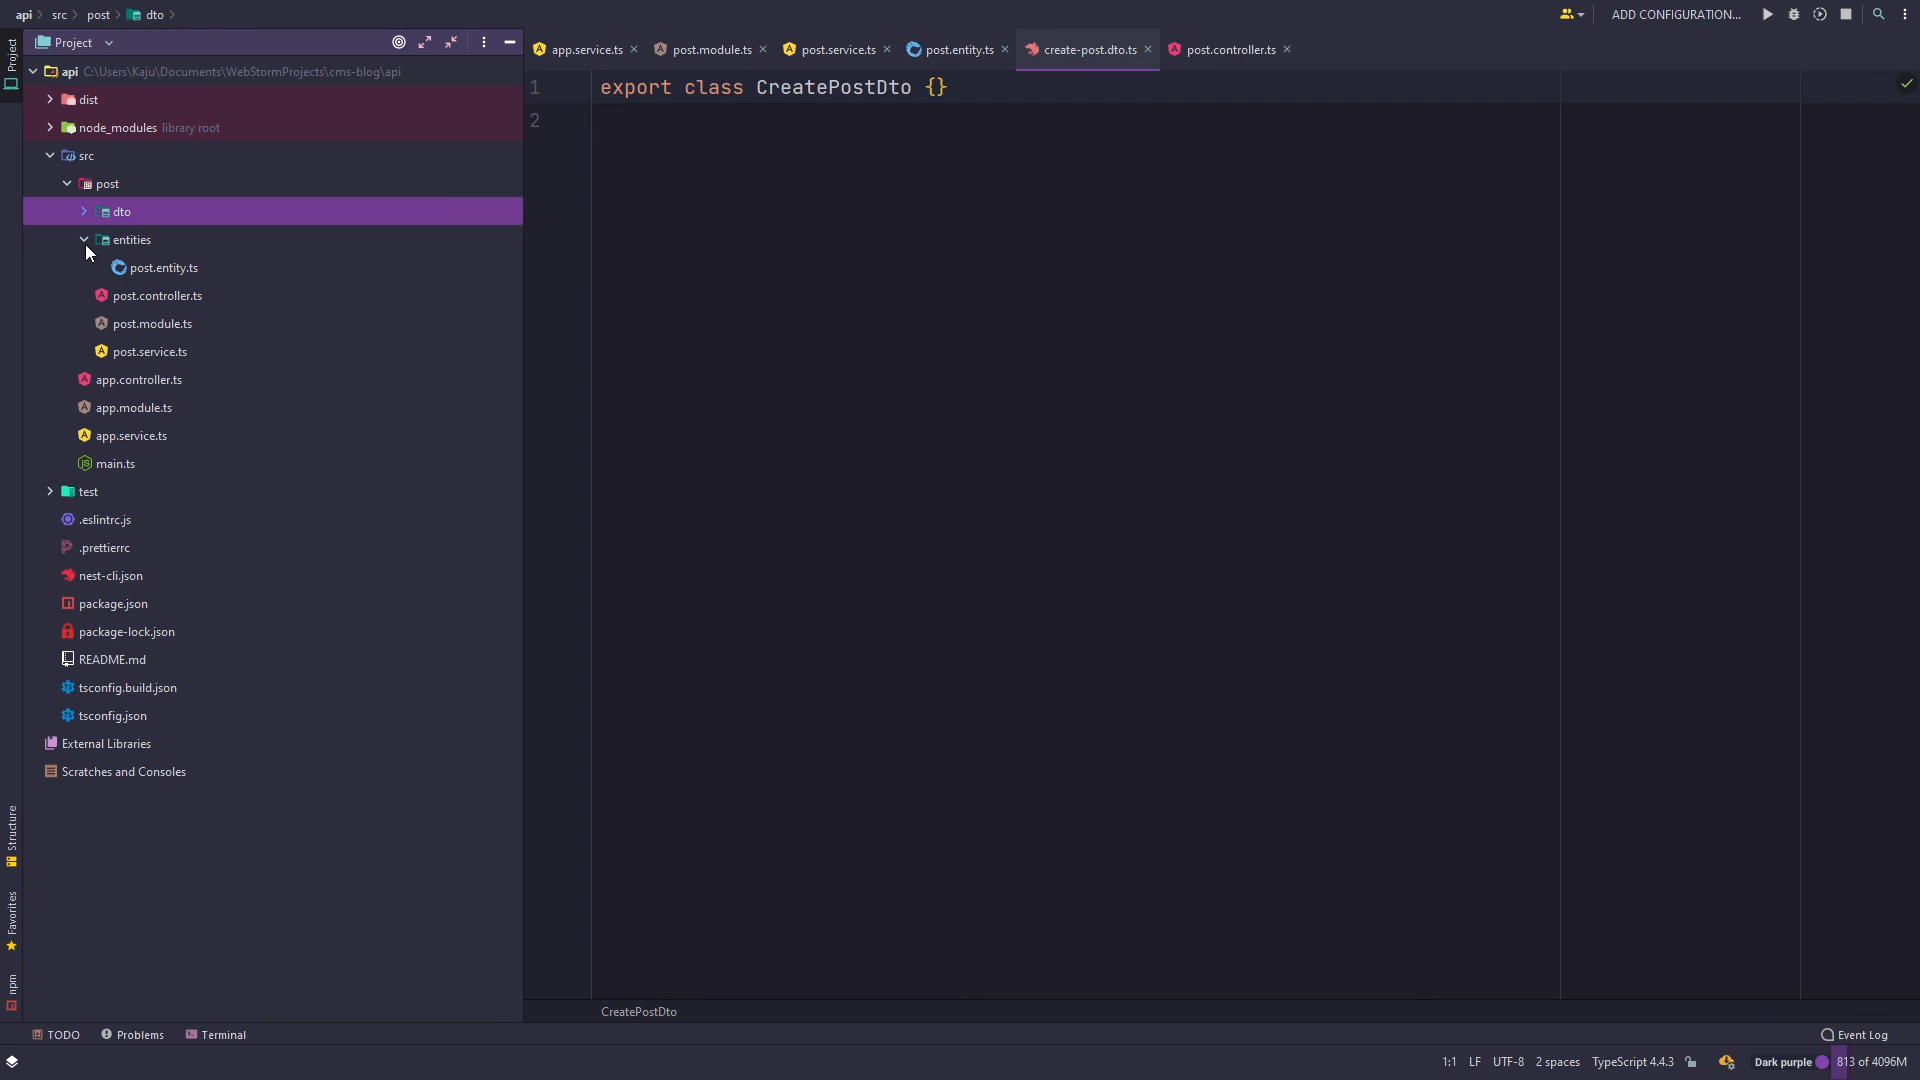 api > src > post > dto >
ADD CONFIGURATION...
Project
app.service.ts
post.module.ts
post.service.ts
post.entity.ts
create-post.dto.ts
post.controller.ts
Project
api C:\Users\Kaju\Documents\WebStormProjects\cms-blog\api
dist
node_modules library root
src
post
dto
entities
post.entity.ts
post.controller.ts
post.module.ts
post.service.ts
app.controller.ts
app.module.ts
app.service.ts
main.ts
test
.eslintrc.js
.prettierrc
nest-cli.json
package.json
package-lock.json
README.md
tsconfig.build.json
tsconfig.json
External Libraries
Scratches and Consoles
1 export class CreatePostDto {}
2
Structure
Favorites
npm
CreatePostDto
TODO
Problems
Terminal
Event Log
1:1 LF UTF-8 2 spaces TypeScript 4.4.3 Dark purple 813 of 4096M